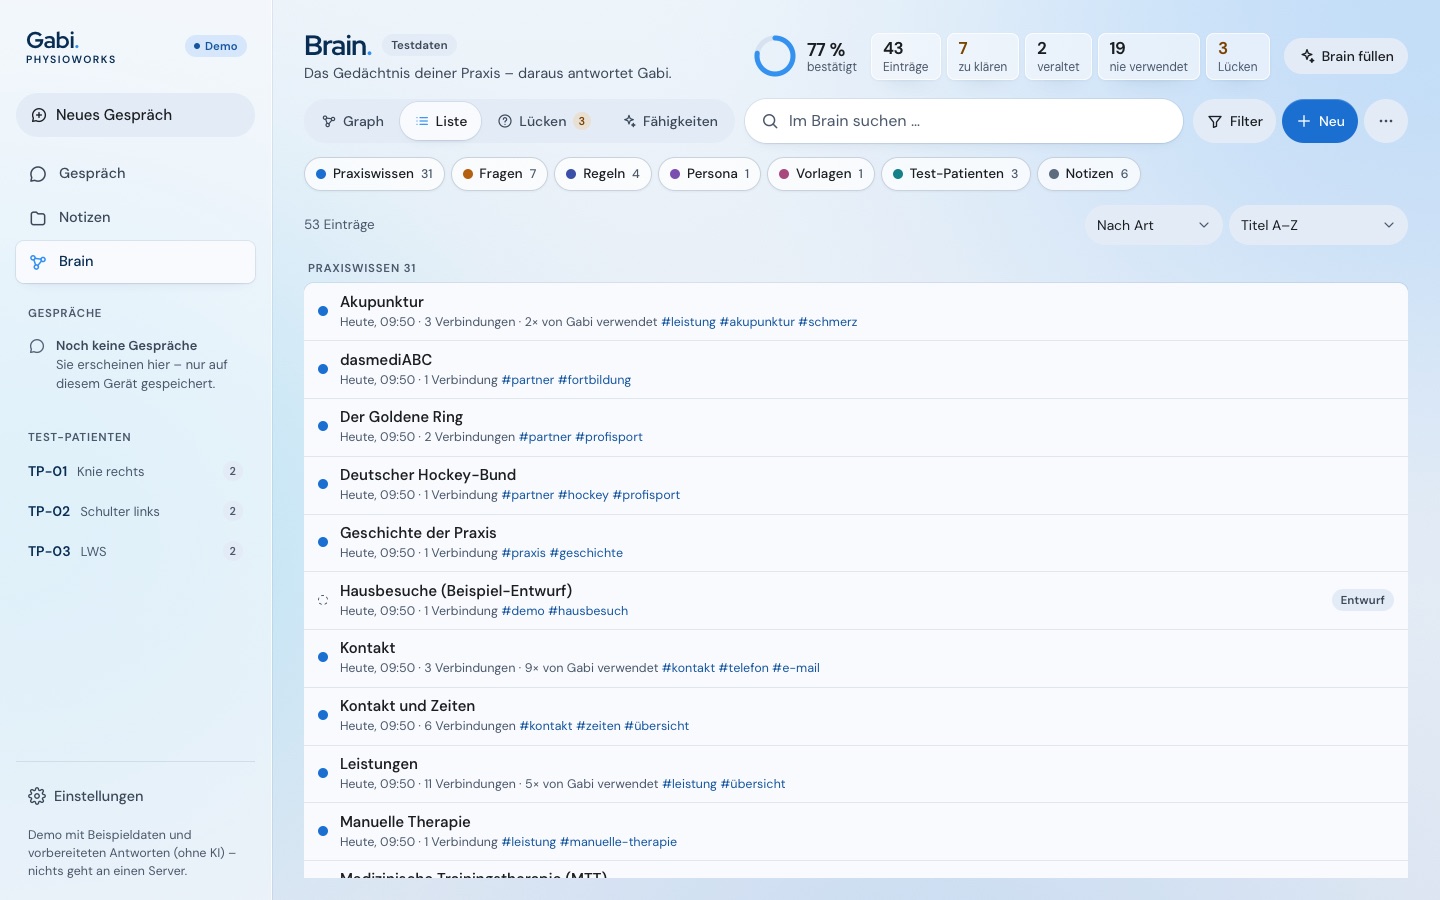 Gabi.
PHYSIOWORKS
Demo
Neues Gespräch
Gespräch
Notizen
Brain
GESPRÄCHE
Noch keine Gespräche
Sie erscheinen hier – nur auf
diesem Gerät gespeichert.
TEST-PATIENTEN
TP-01 Knie rechts 2
TP-02 Schulter links 2
TP-03 LWS 2
Einstellungen
Demo mit Beispieldaten und
vorbereiteten Antworten (ohne KI) –
nichts geht an einen Server.
Brain. Testdaten
Das Gedächtnis deiner Praxis – daraus antwortet Gabi.
77 % bestätigt
43 Einträge
7 zu klären
2 veraltet
19 nie verwendet
3 Lücken
Brain füllen
Graph Liste Lücken 3 Fähigkeiten
Im Brain suchen …
Filter
Neu
Praxiswissen 31 Fragen 7 Regeln 4 Persona 1 Vorlagen 1 Test-Patienten 3 Notizen 6
53 Einträge
Nach Art
Titel A–Z
PRAXISWISSEN 31
Akupunktur
Heute, 09:50 · 3 Verbindungen · 2× von Gabi verwendet #leistung #akupunktur #schmerz
dasmediABC
Heute, 09:50 · 1 Verbindung #partner #fortbildung
Der Goldene Ring
Heute, 09:50 · 2 Verbindungen #partner #profisport
Deutscher Hockey-Bund
Heute, 09:50 · 1 Verbindung #partner #hockey #profisport
Geschichte der Praxis
Heute, 09:50 · 1 Verbindung #praxis #geschichte
Hausbesuche (Beispiel-Entwurf)
Heute, 09:50 · 1 Verbindung #demo #hausbesuch
Entwurf
Kontakt
Heute, 09:50 · 3 Verbindungen · 9× von Gabi verwendet #kontakt #telefon #e-mail
Kontakt und Zeiten
Heute, 09:50 · 6 Verbindungen #kontakt #zeiten #übersicht
Leistungen
Heute, 09:50 · 11 Verbindungen · 5× von Gabi verwendet #leistung #übersicht
Manuelle Therapie
Heute, 09:50 · 1 Verbindung #leistung #manuelle-therapie
Medizinische Trainingstherapie (MTT)